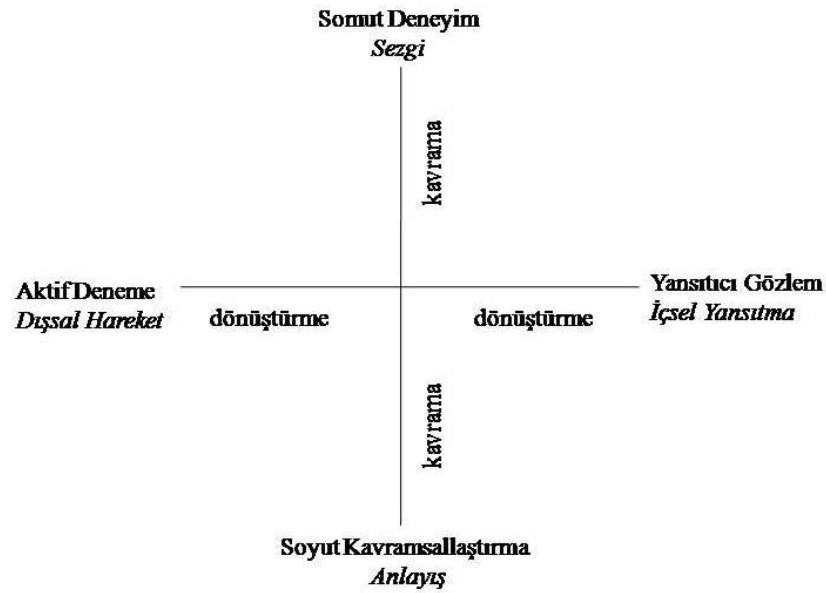 Somut Deneyim
Sezgi
kavrama
Aktif Deneme
Dışsal Hareket
dönüştürme
dönüştürme
Yansıtıcı Gözlem
İçsel Yansıtma
kavrama
Soyut Kavramsallaştırma
Anlayış